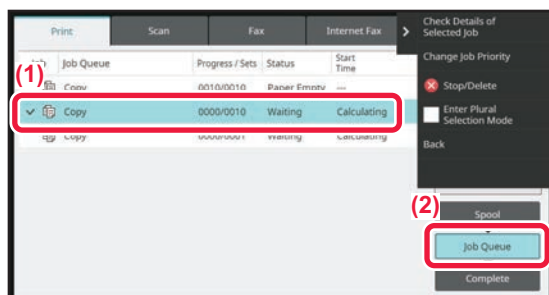 Print Scan Fax Internet Fax
Job Queue Progress / Sets Status Start Time
(1)
Copy 0010/0010 Paper Empty ---
Copy 0000/0010 Waiting Calculating
Copy 0000/0001 Waiting Calculating
Check Details of
Selected Job
Change Job Priority
Stop/Delete
Enter Plural
Selection Mode
Back
(2)
Spool
Job Queue
Complete